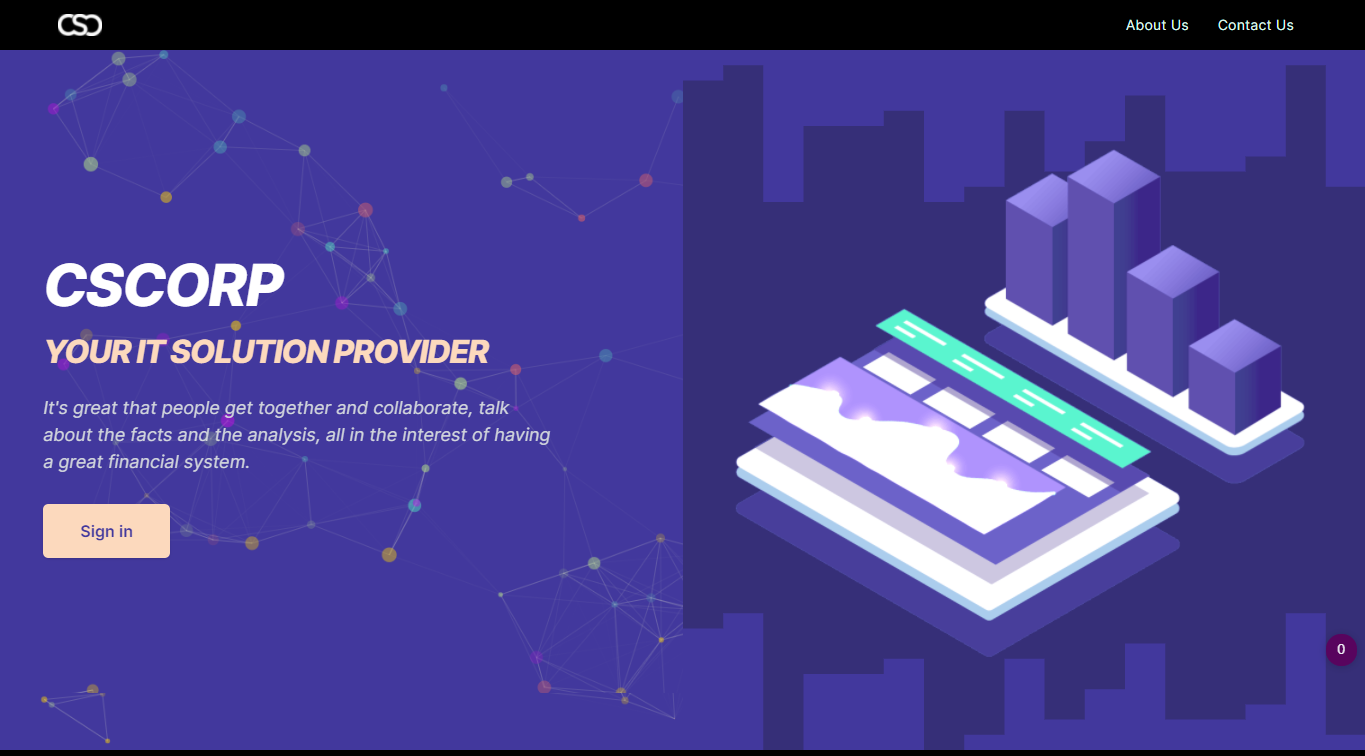 CSC
About Us
Contact Us
CSCORP
YOUR IT SOLUTION PROVIDER
It's great that people get together and collaborate, talk
about the facts and the analysis, all in the interest of having
a great financial system.
Sign in
0